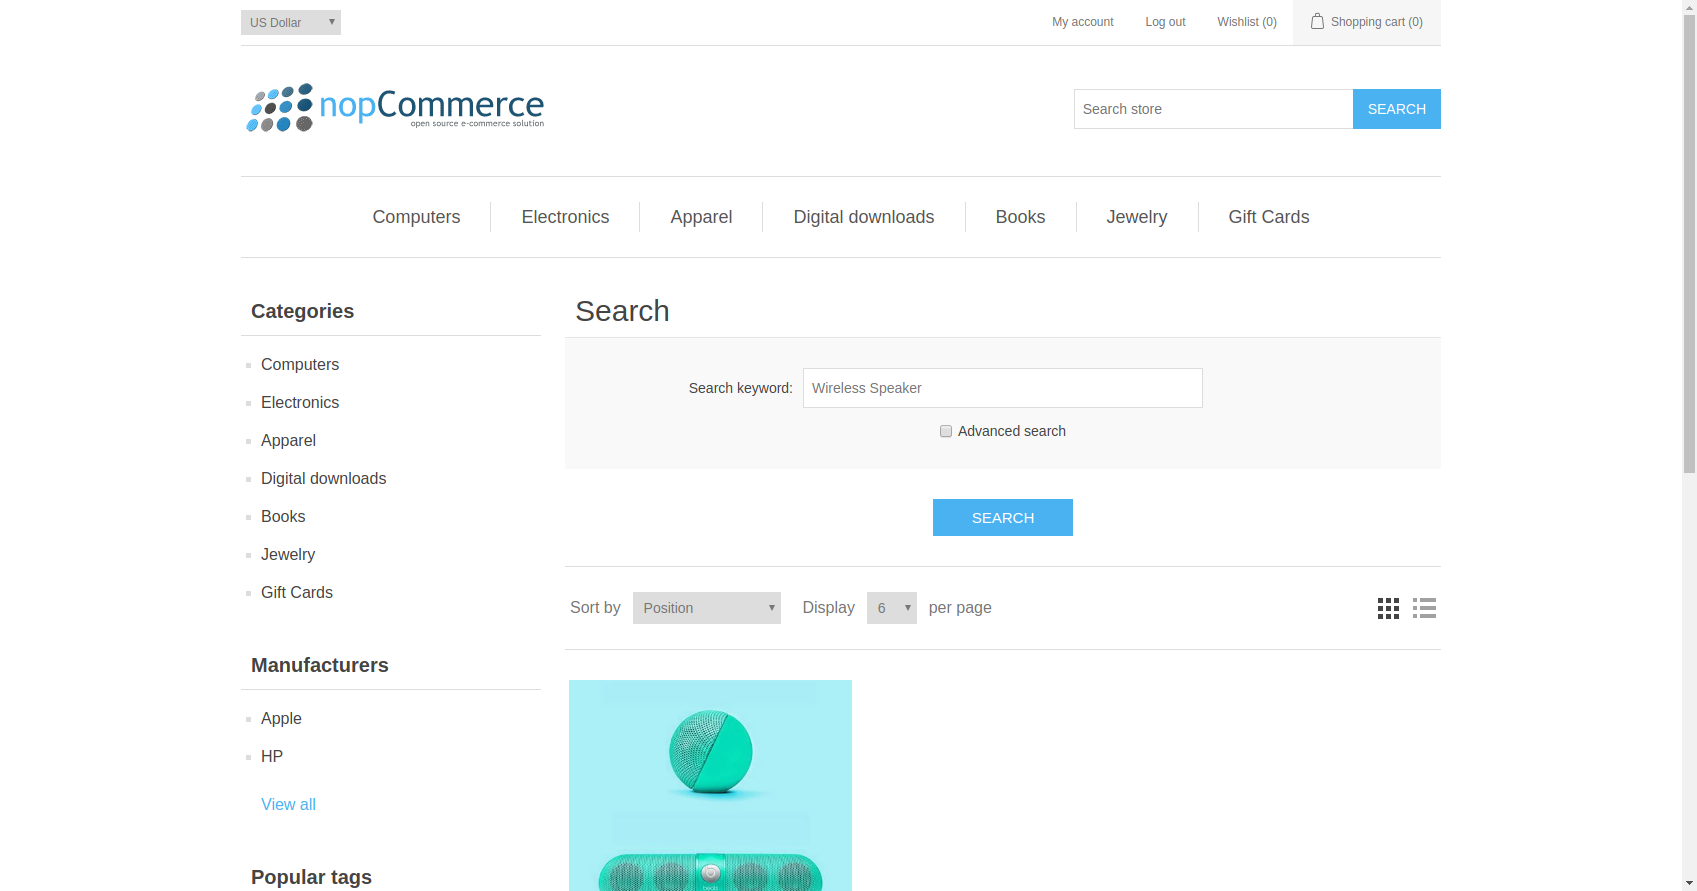 US Dollar
My account
Log out
Wishlist (0)
Shopping cart (0)
nopCommerce
open source e-commerce solution
Search store
SEARCH
Computers
Electronics
Apparel
Digital downloads
Books
Jewelry
Gift Cards
Categories
Computers
Electronics
Apparel
Digital downloads
Books
Jewelry
Gift Cards
Manufacturers
Apple
HP
View all
Popular tags
Search
Search keyword:
Wireless Speaker
Advanced search
SEARCH
Sort by
Position
Display
6
per page
beats